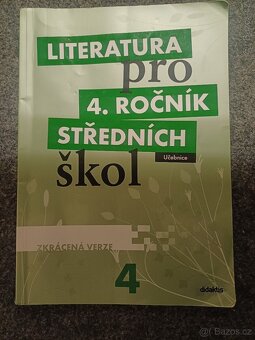 LITERATURA
pro
4. ROČNÍK
STŘEDNÍCH
Učebnice
škol
ZKRÁCENÁ VERZE
4
didaktis
© Bazos.cz